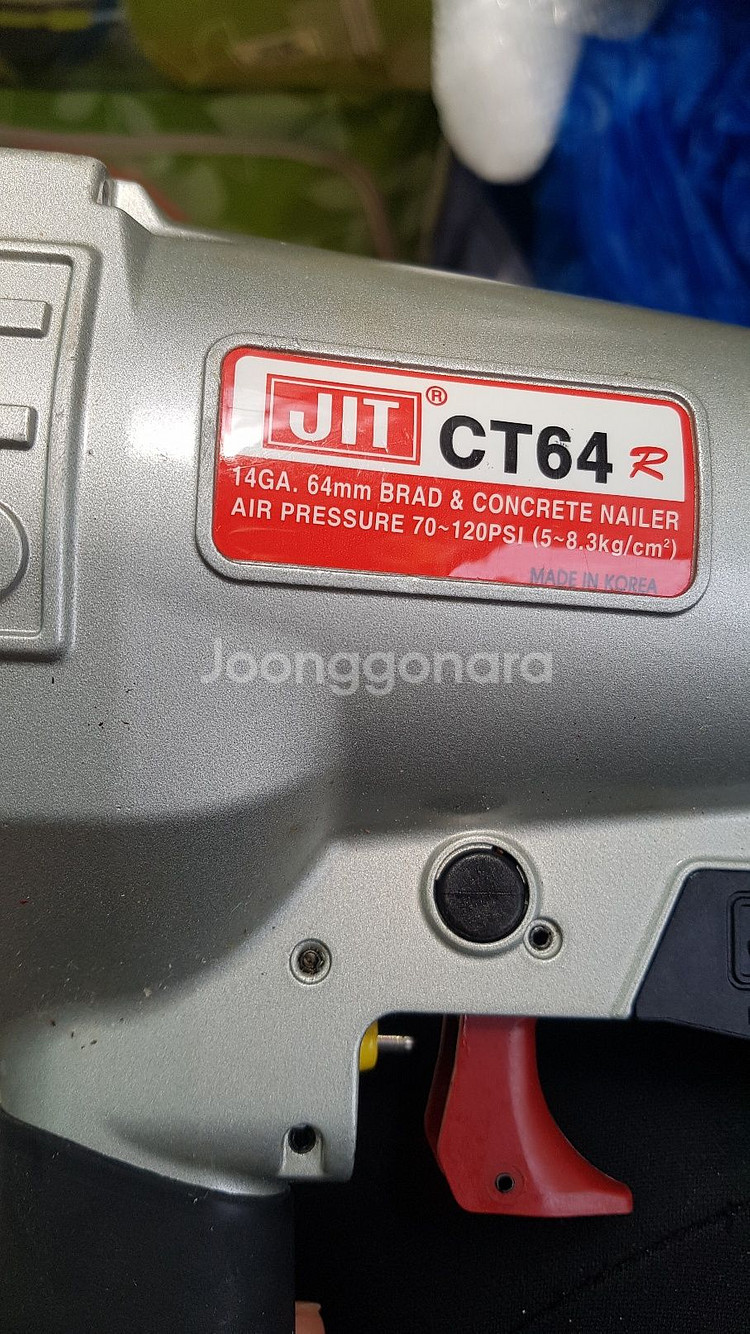 JIT® CT64 R
14GA. 64mm BRAD & CONCRETE NAILER
AIR PRESSURE 70~120PSI (5~8.3kg/cm²)
MADE IN KOREA
Joonggonara